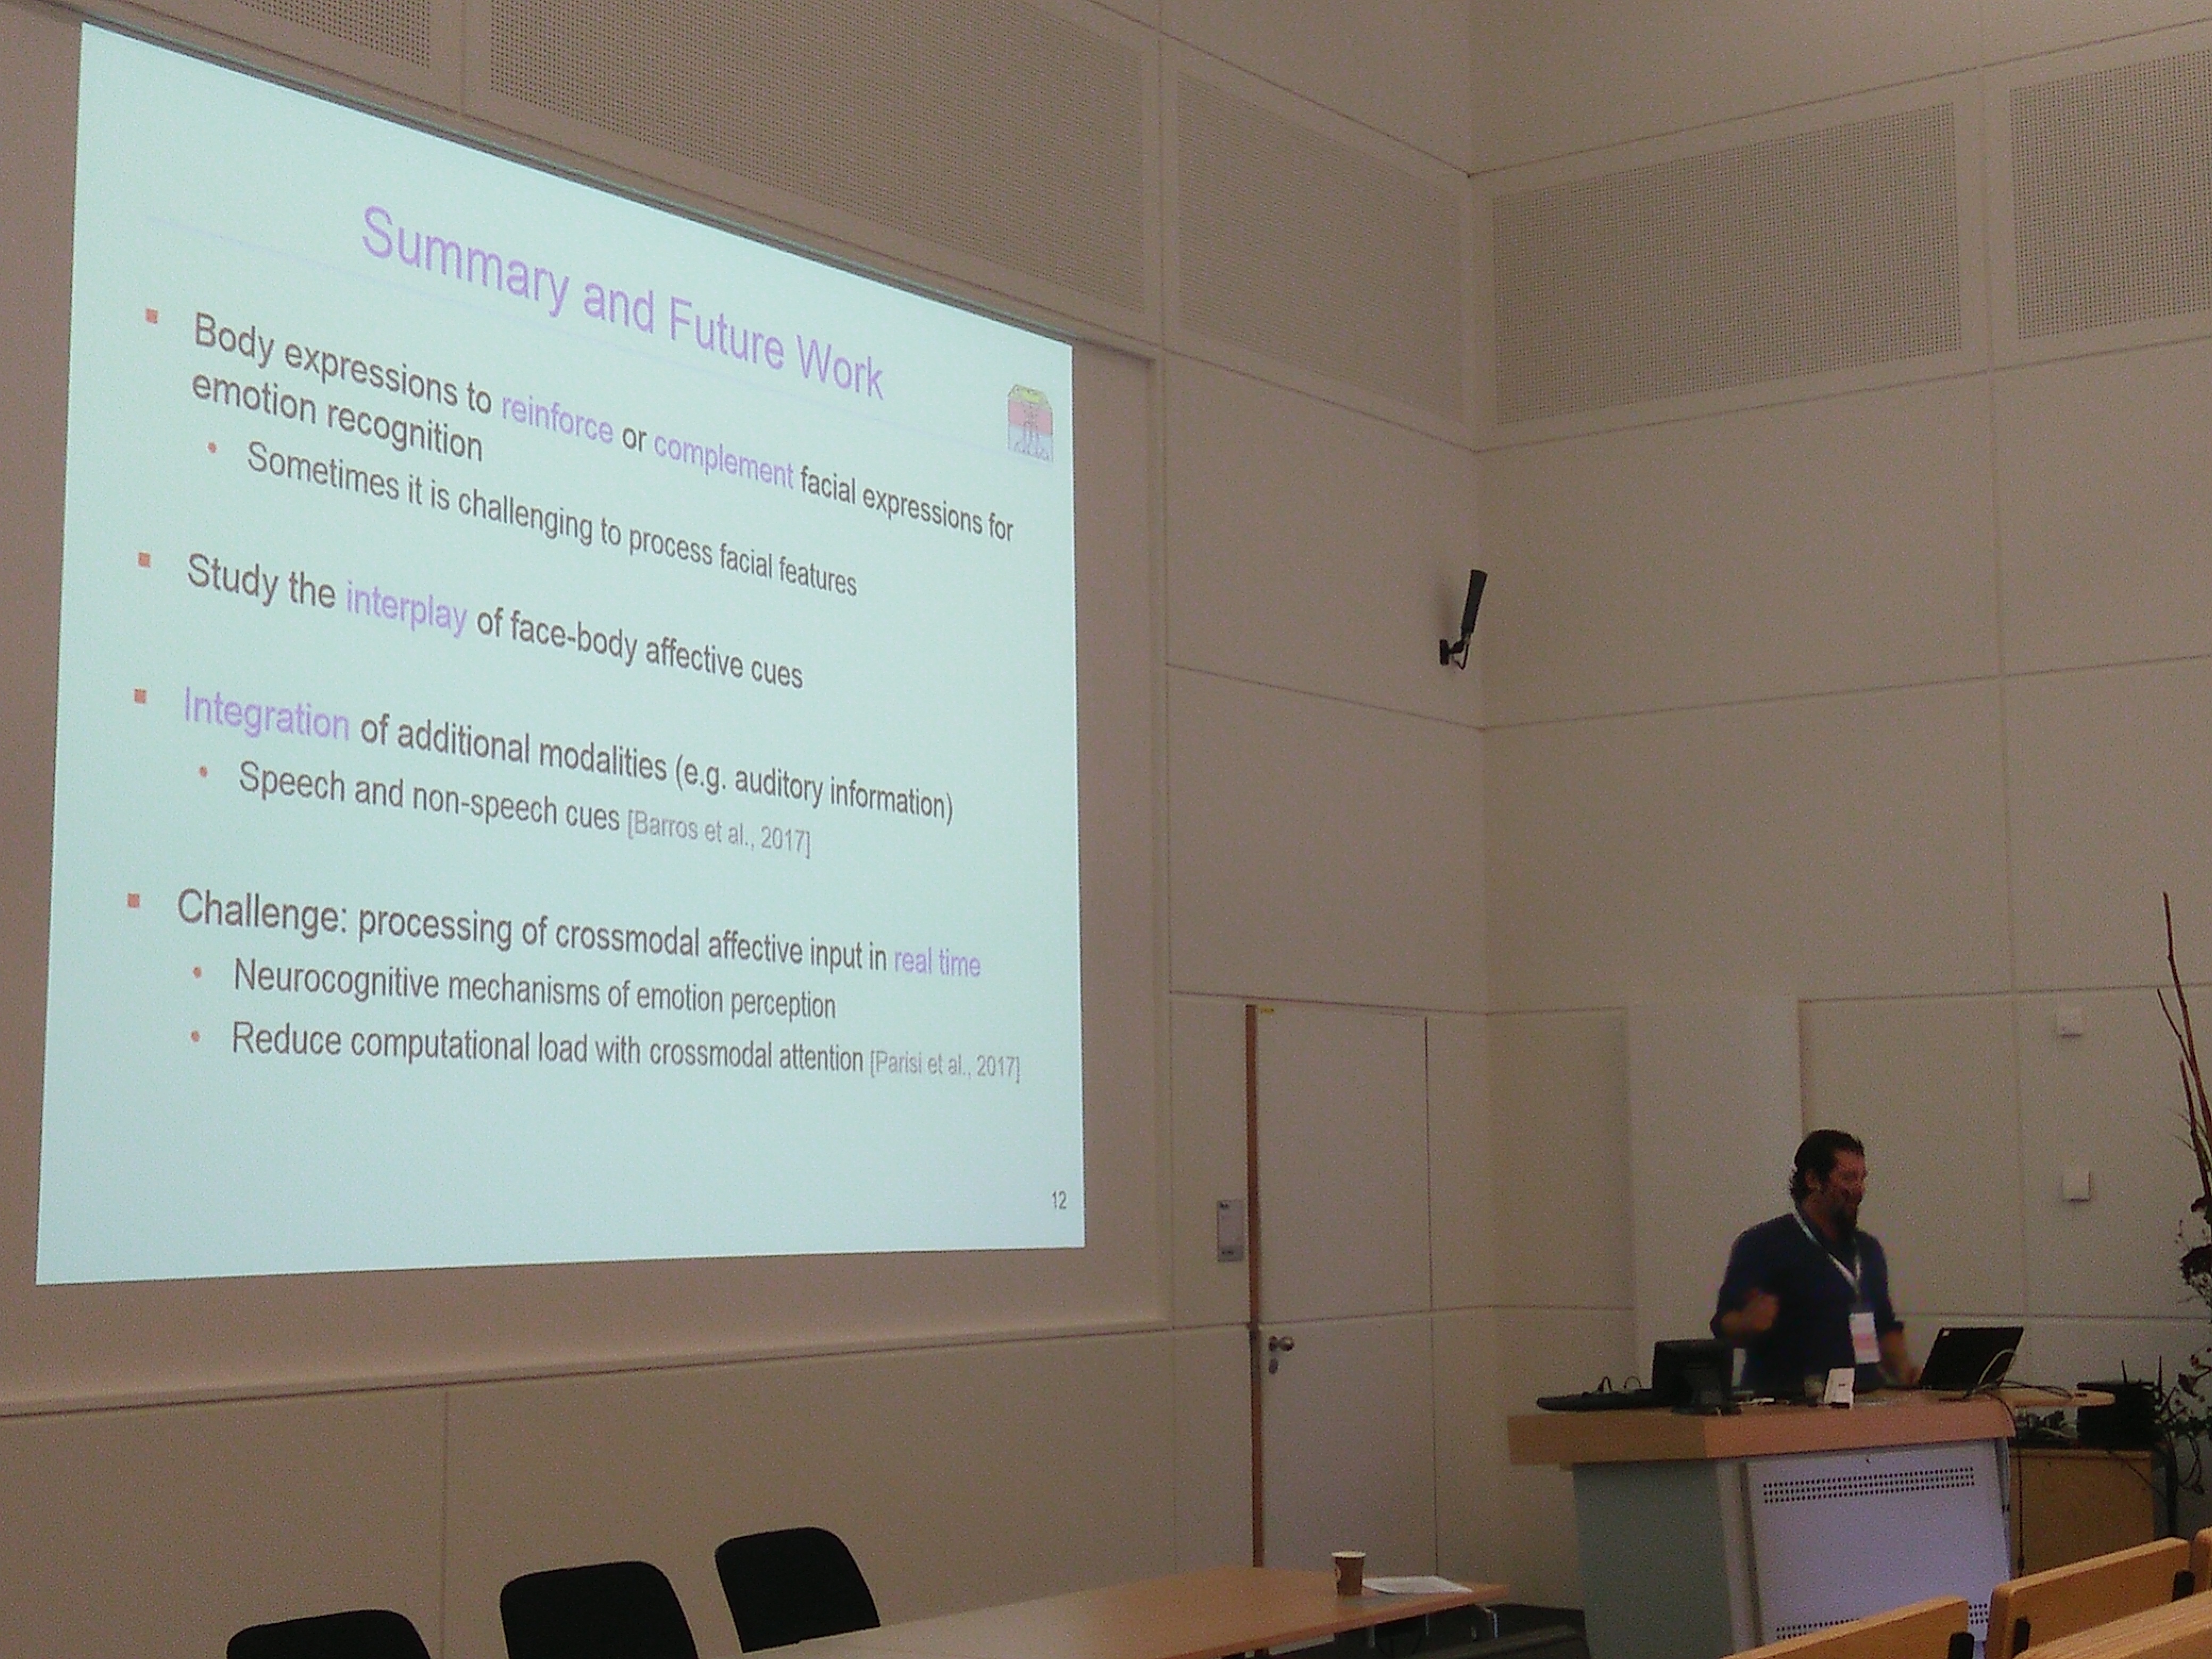 Summary and Future Work
Body expressions to reinforce or complement facial expressions for
emotion recognition
Sometimes it is challenging to process facial features
Study the interplay of face-body affective cues
Integration of additional modalities (e.g. auditory information)
Speech and non-speech cues [Barros et al., 2017]
Challenge: processing of crossmodal affective input in real time
Neurocognitive mechanisms of emotion perception
Reduce computational load with crossmodal attention [Parisi et al., 2017]
12